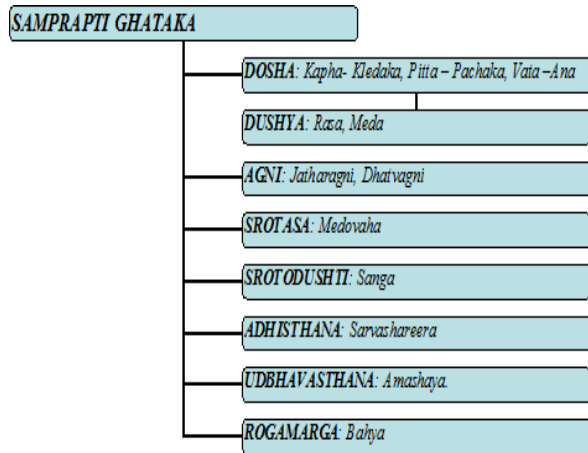 SAMPRAPTI GHATAKA
DOSHA: Kapha- Kledaka, Pitta – Pachaka, Vata –Ana
DUSHYA: Rasa, Meda
AGNI: Jatharagni, Dhatvagni
SROTASA: Medovaha
SROTODUSHTI: Sanga
ADHISTHANA: Sarvashareera
UDBHAVASTHANA: Amashaya.
ROGAMARGA: Bahya